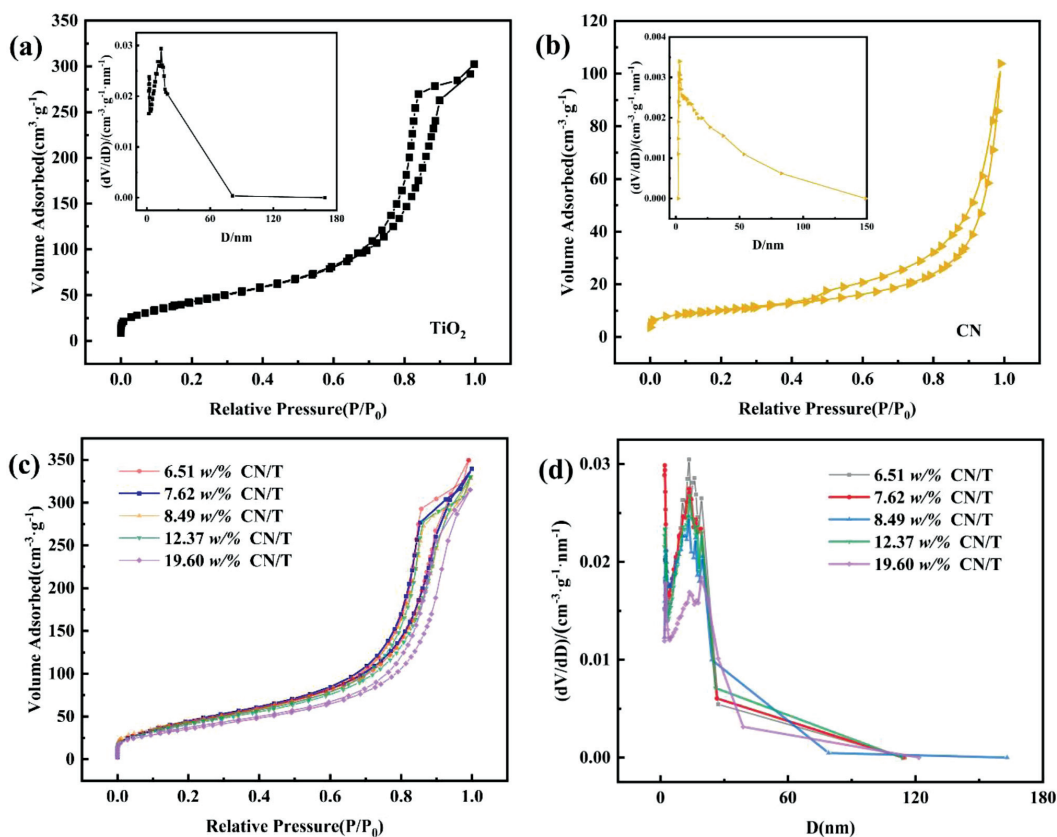 (a)
350
300
250
200
150
100
50
0
0.0 0.2 0.4 0.6 0.8 1.0
Volume Adsorbed(cm³·g⁻¹)
Relative Pressure(P/P₀)
TiO₂
0.03
0.02
0.01
0.00
0 60 120 180
(dV/dD)/(cm⁻³·g⁻¹·nm⁻¹)
D/nm
(b)
120
100
80
60
40
20
0
0.0 0.2 0.4 0.6 0.8 1.0
Volume Adsorbed(cm³·g⁻¹)
Relative Pressure(P/P₀)
CN
0.004
0.003
0.002
0.001
0.000
0 50 100 150
(dV/dD)/(cm⁻³·g⁻¹·nm⁻¹)
D/nm
(c)
350
300
250
200
150
100
50
0
0.0 0.2 0.4 0.6 0.8 1.0
Volume Adsorbed(cm⁻³·g⁻¹)
Relative Pressure(P/P₀)
6.51 w/% CN/T
7.62 w/% CN/T
8.49 w/% CN/T
12.37 w/% CN/T
19.60 w/% CN/T
(d)
0.03
0.02
0.01
0.00
0 60 120 180
(dV/dD)/(cm⁻³·g⁻¹·nm⁻¹)
D(nm)
6.51 w/% CN/T
7.62 w/% CN/T
8.49 w/% CN/T
12.37 w/% CN/T
19.60 w/% CN/T